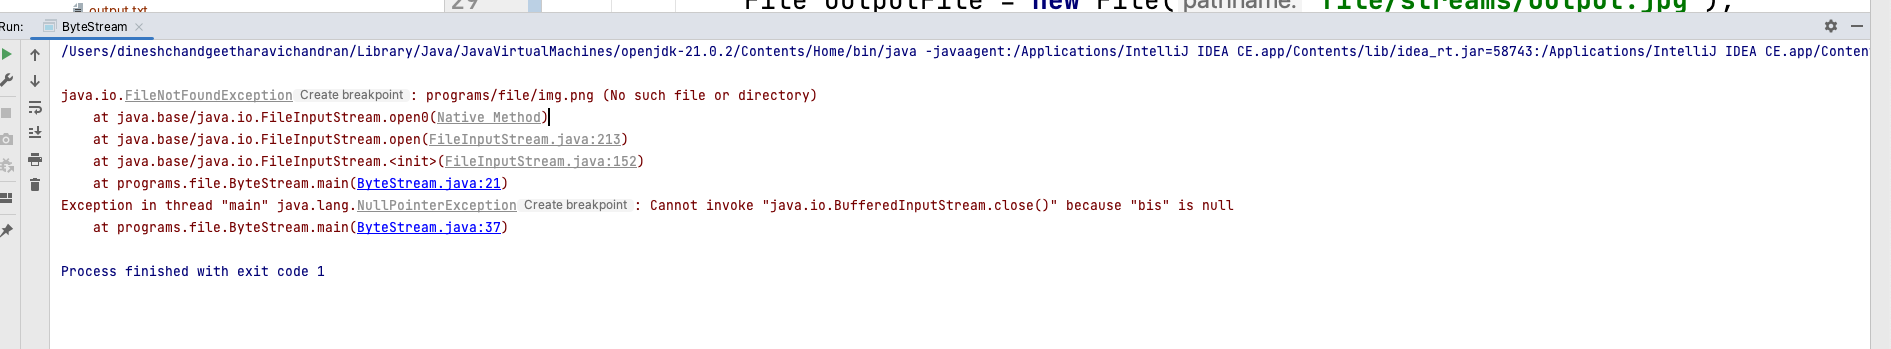 output.txt
29 File outputFile = new File( pathname: "file/streams/output.jpg");
Run: ByteStream
/Users/dineshchandgeetharavichandran/Library/Java/JavaVirtualMachines/openjdk-21.0.2/Contents/Home/bin/java -javaagent:/Applications/IntelliJ IDEA CE.app/Contents/lib/idea_rt.jar=58743:/Applications/IntelliJ IDEA CE.app/Conten
java.io.FileNotFoundException Create breakpoint : programs/file/img.png (No such file or directory)
at java.base/java.io.FileInputStream.open0(Native Method)
at java.base/java.io.FileInputStream.open(FileInputStream.java:213)
at java.base/java.io.FileInputStream.<init>(FileInputStream.java:152)
at programs.file.ByteStream.main(ByteStream.java:21)
Exception in thread "main" java.lang.NullPointerException Create breakpoint : Cannot invoke "java.io.BufferedInputStream.close()" because "bis" is null
at programs.file.ByteStream.main(ByteStream.java:37)
Process finished with exit code 1